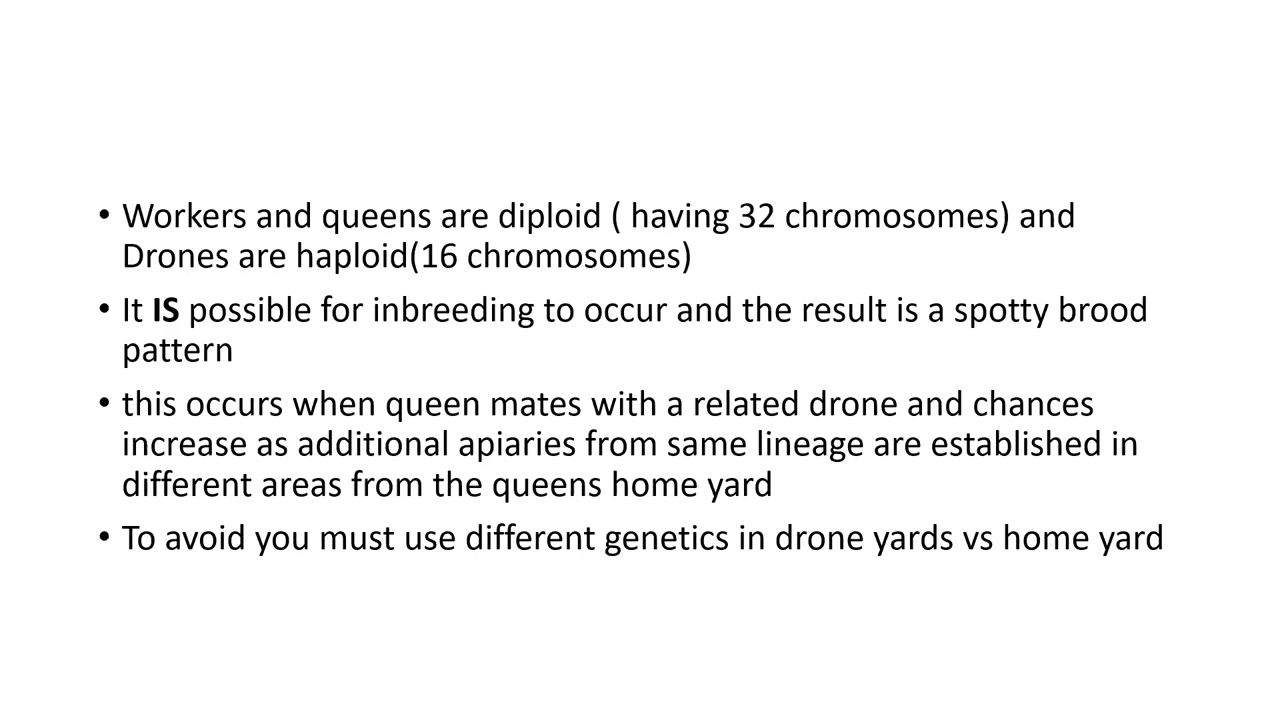 • Workers and queens are diploid ( having 32 chromosomes) and
Drones are haploid(16 chromosomes)
• It IS possible for inbreeding to occur and the result is a spotty brood
pattern
• this occurs when queen mates with a related drone and chances
increase as additional apiaries from same lineage are established in
different areas from the queens home yard
• To avoid you must use different genetics in drone yards vs home yard